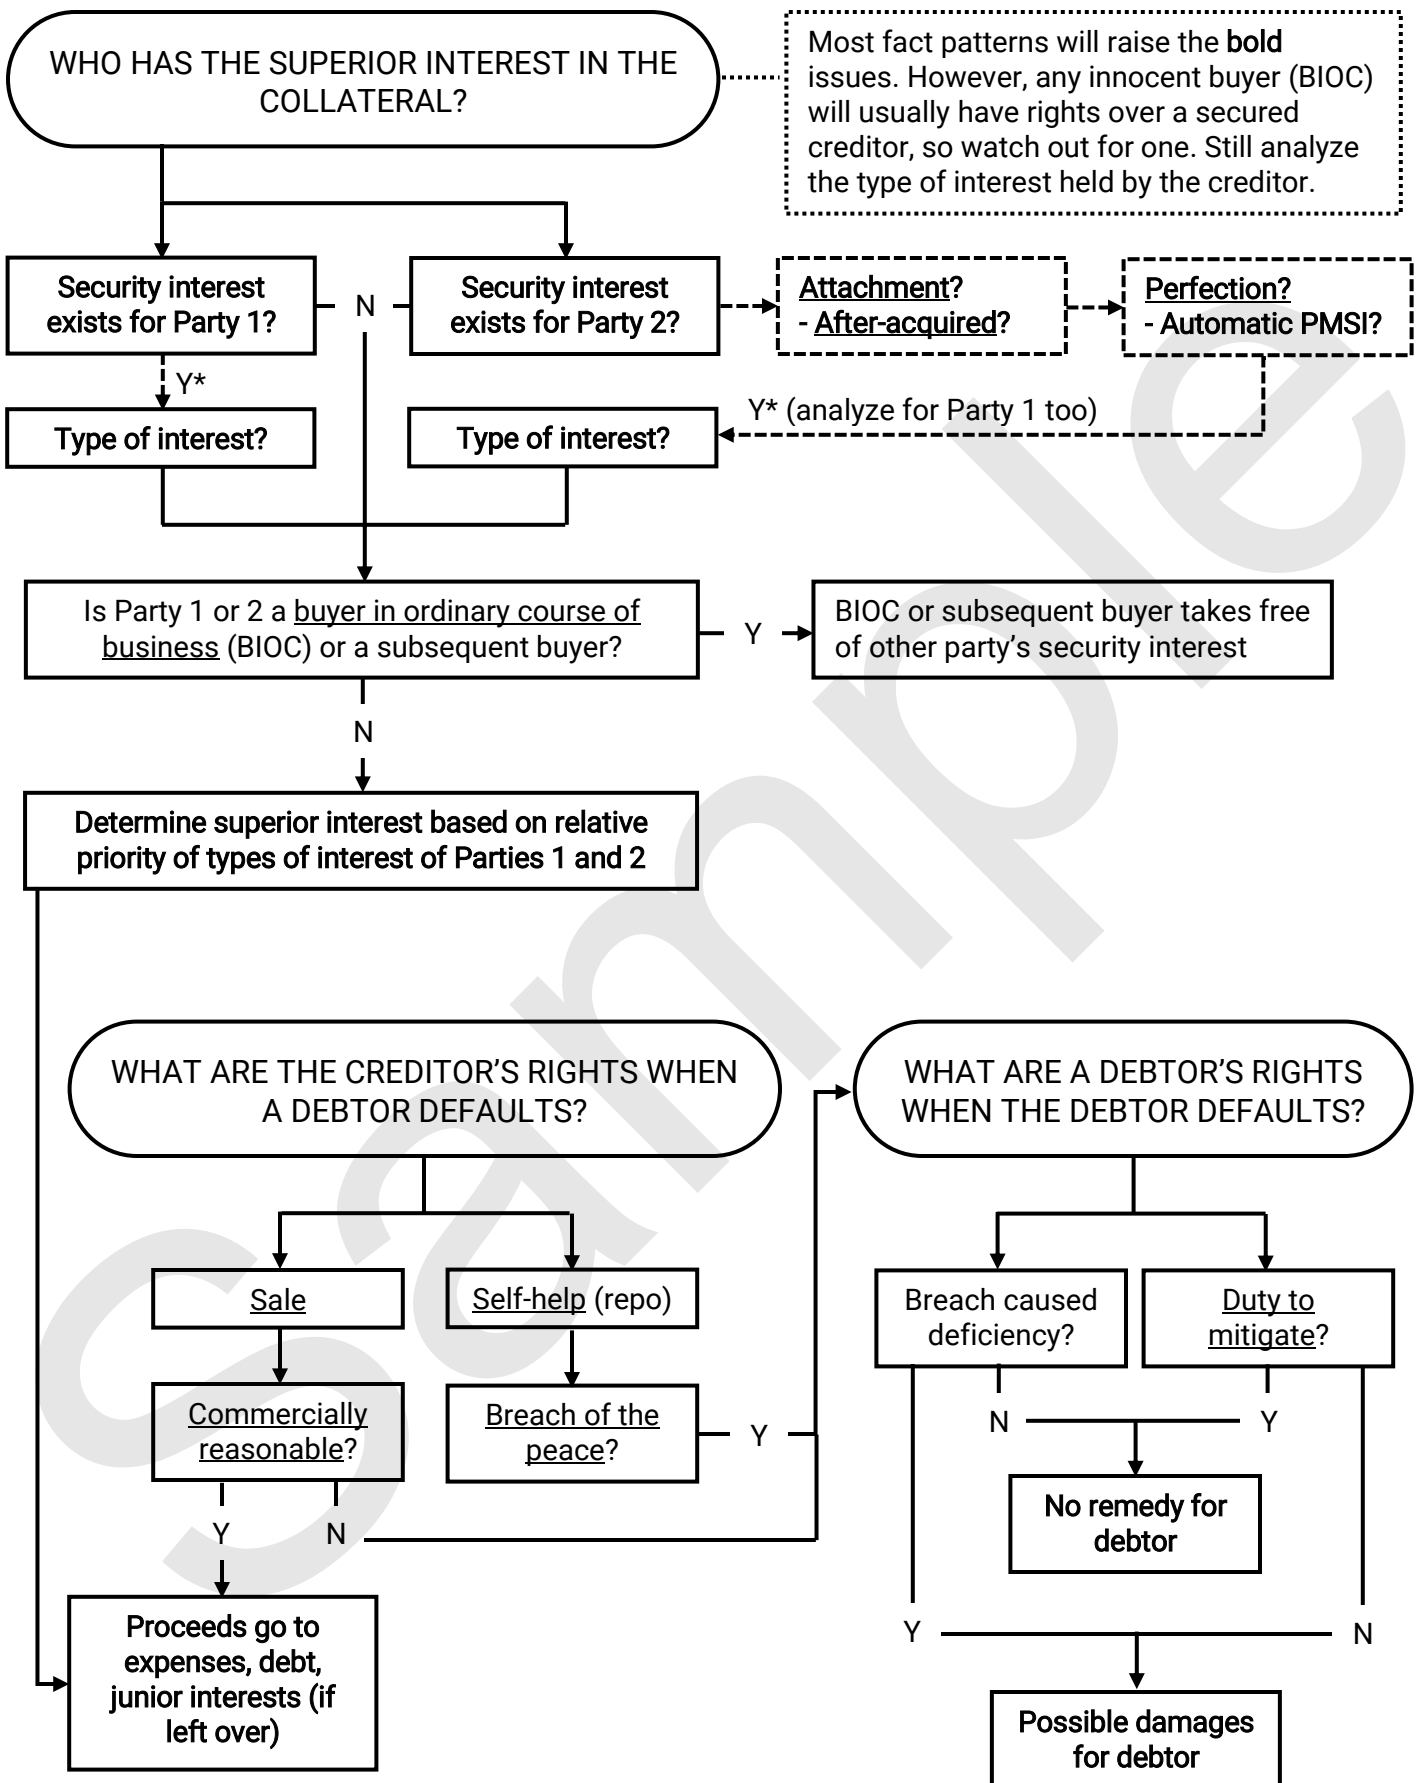 WHO HAS THE SUPERIOR INTEREST IN THE
COLLATERAL?
Most fact patterns will raise the bold
issues. However, any innocent buyer (BIOC)
will usually have rights over a secured
creditor, so watch out for one. Still analyze
the type of interest held by the creditor.
Security interest
exists for Party 1?
N
Security interest
exists for Party 2?
Attachment?
- After-acquired?
Perfection?
- Automatic PMSI?
Y*
Y* (analyze for Party 1 too)
Type of interest?
Type of interest?
Is Party 1 or 2 a buyer in ordinary course of
business (BIOC) or a subsequent buyer?
Y
BIOC or subsequent buyer takes free
of other party's security interest
N
Determine superior interest based on relative
priority of types of interest of Parties 1 and 2
WHAT ARE THE CREDITOR'S RIGHTS WHEN
A DEBTOR DEFAULTS?
WHAT ARE A DEBTOR'S RIGHTS
WHEN THE DEBTOR DEFAULTS?
Sale
Self-help (repo)
Breach caused
deficiency?
Duty to
mitigate?
Commercially
reasonable?
Breach of the
peace?
Y
N
Y
No remedy for
debtor
Y
N
Proceeds go to
expenses, debt,
junior interests (if
left over)
Y
N
Possible damages
for debtor
Sample